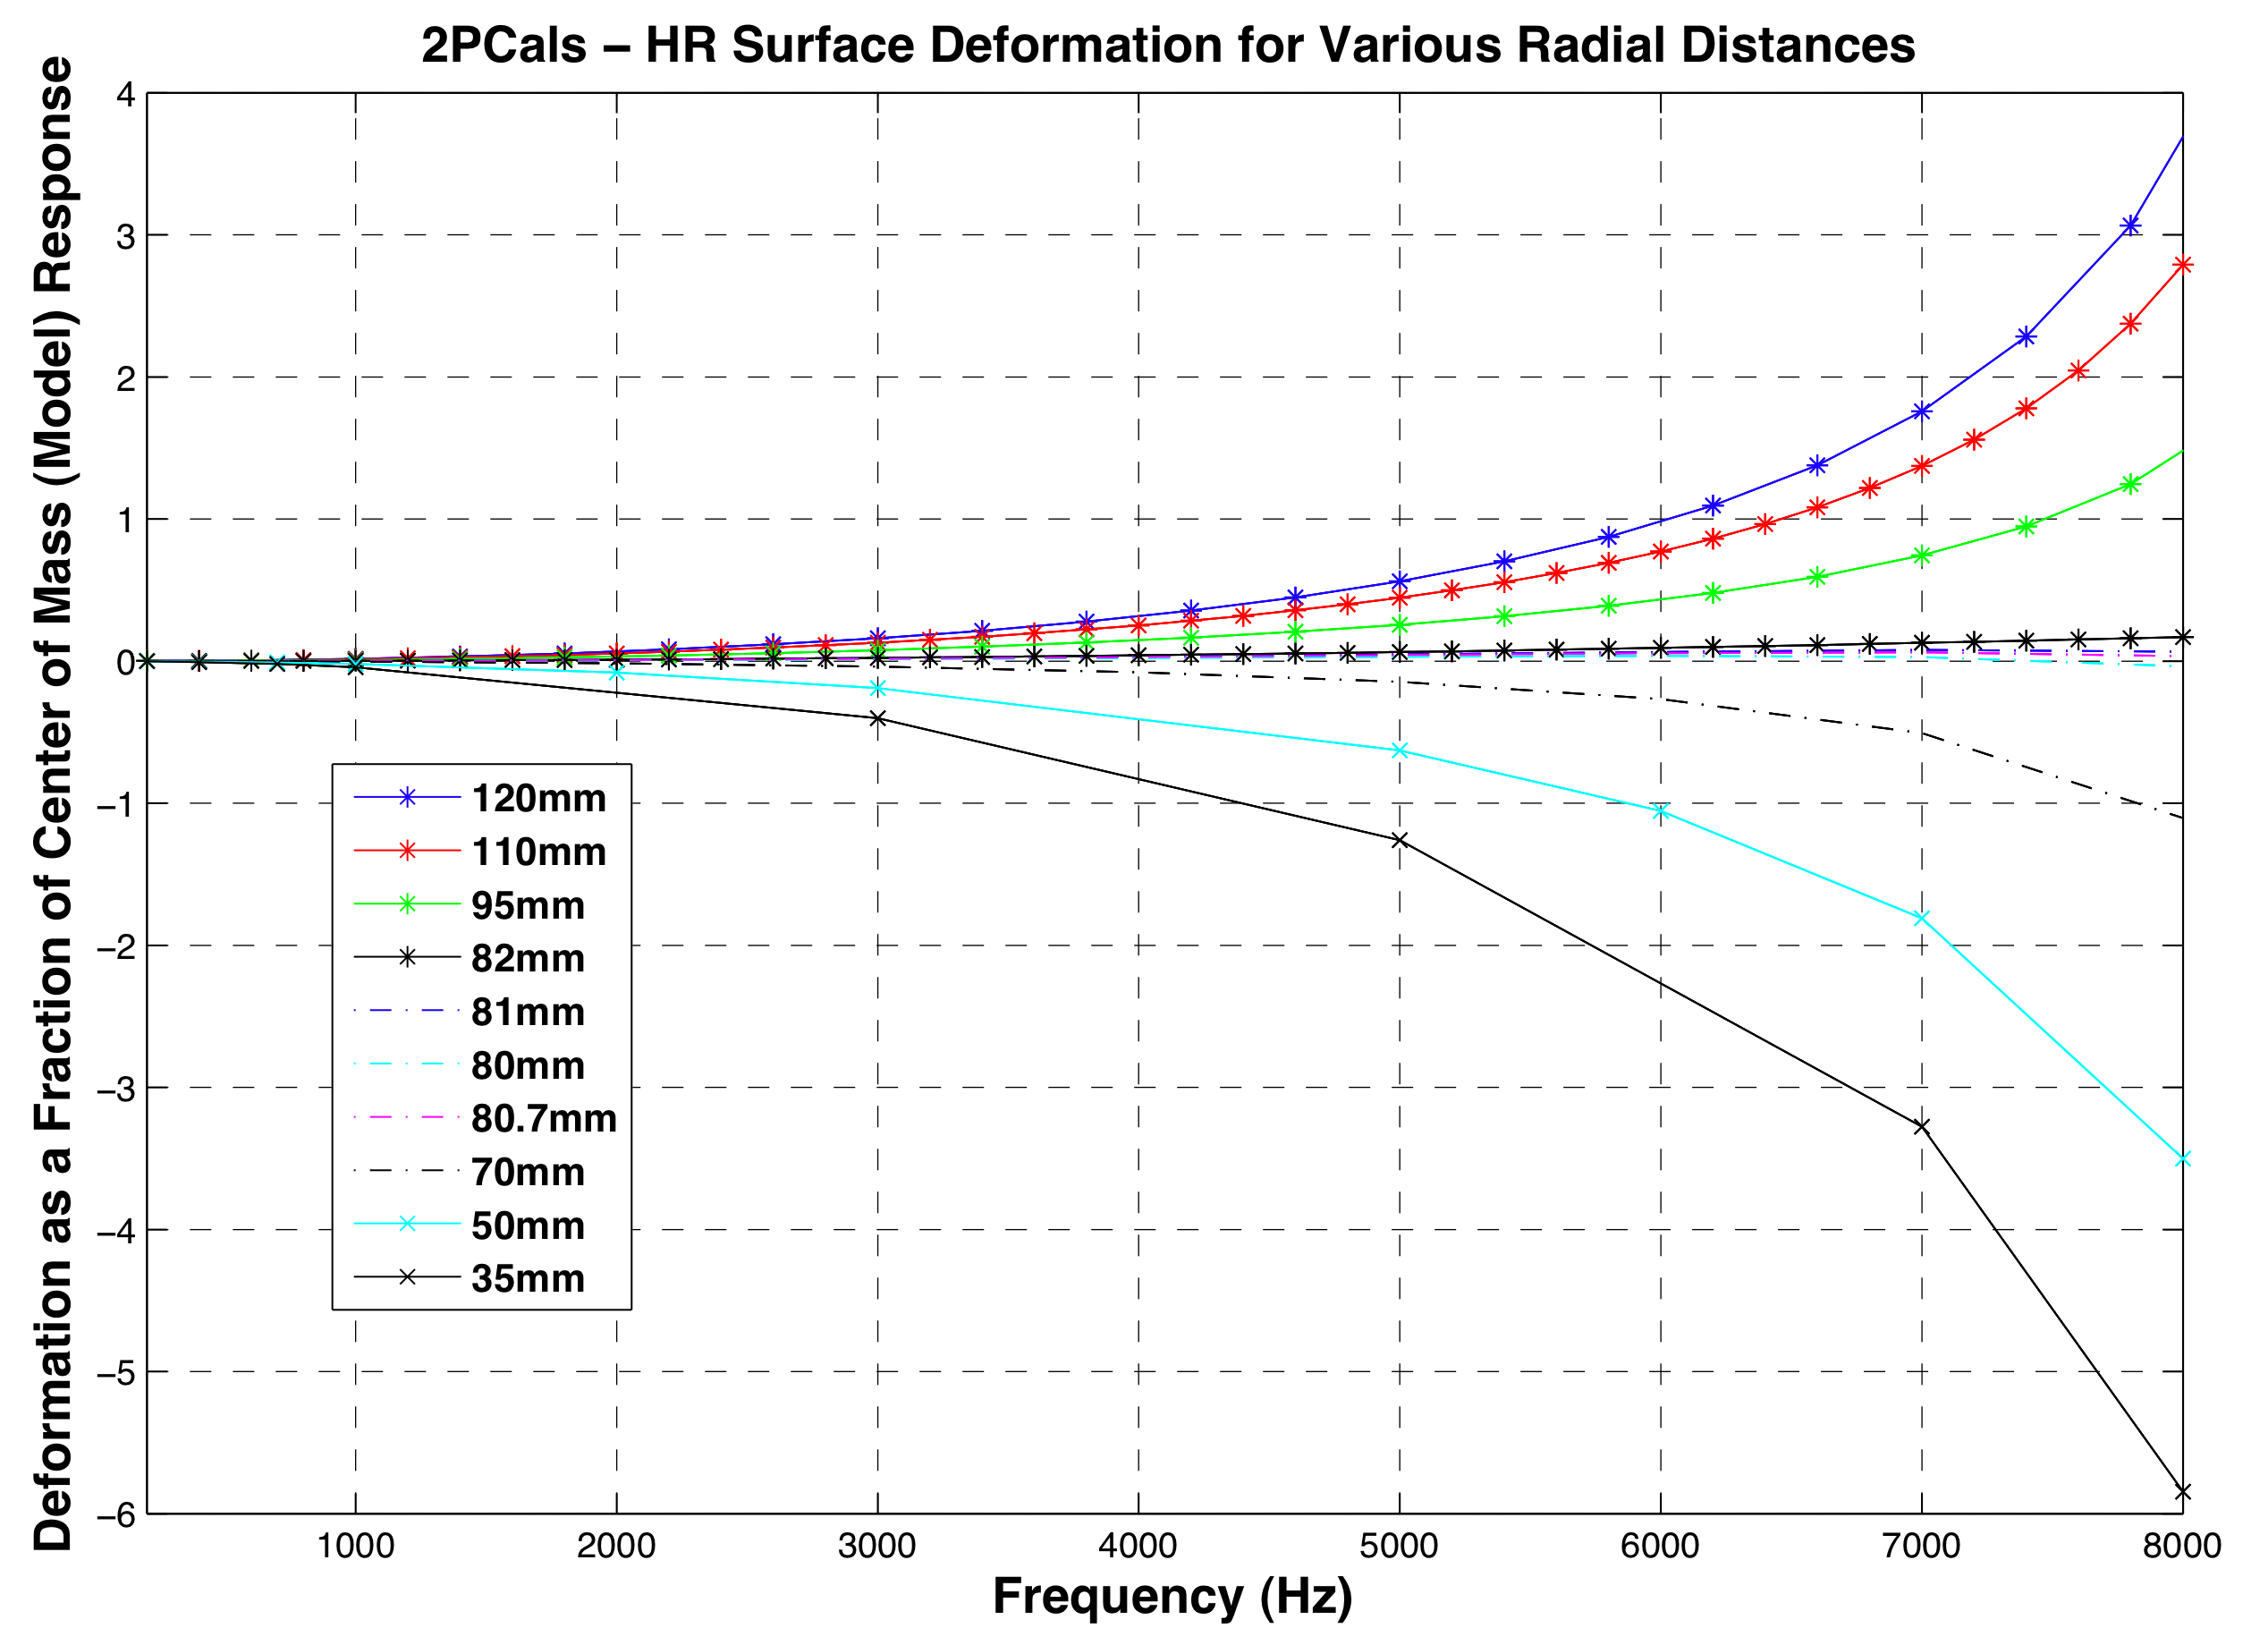 2PCals – HR Surface Deformation for Various Radial Distances
Deformation as a Fraction of Center of Mass (Model) Response
4
3
2
1
0
−1
−2
−3
−4
−5
−6
120mm
110mm
95mm
82mm
81mm
80mm
80.7mm
70mm
50mm
35mm
1000 2000 3000 4000 5000 6000 7000 8000
Frequency (Hz)